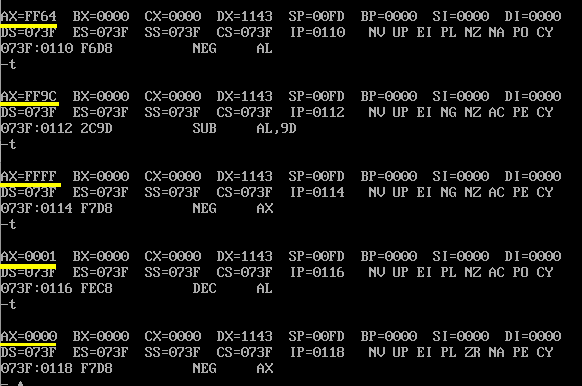 AX=FF64 BX=0000 CX=0000 DX=1143 SP=00FD BP=0000 SI=0000 DI=0000
DS=073F ES=073F SS=073F CS=073F IP=0110 NV UP EI PL NZ NA PO CY
073F:0110 F6D8 NEG AL
-t
AX=FF9C BX=0000 CX=0000 DX=1143 SP=00FD BP=0000 SI=0000 DI=0000
DS=073F ES=073F SS=073F CS=073F IP=0112 NV UP EI NG NZ AC PE CY
073F:0112 2C9D SUB AL,9D
-t
AX=FFFF BX=0000 CX=0000 DX=1143 SP=00FD BP=0000 SI=0000 DI=0000
DS=073F ES=073F SS=073F CS=073F IP=0114 NV UP EI NG NZ AC PE CY
073F:0114 F7D8 NEG AX
-t
AX=0001 BX=0000 CX=0000 DX=1143 SP=00FD BP=0000 SI=0000 DI=0000
DS=073F ES=073F SS=073F CS=073F IP=0116 NV UP EI PL NZ AC PO CY
073F:0116 FEC8 DEC AL
-t
AX=0000 BX=0000 CX=0000 DX=1143 SP=00FD BP=0000 SI=0000 DI=0000
DS=073F ES=073F SS=073F CS=073F IP=0118 NV UP EI PL ZR NA PE CY
073F:0118 F7D8 NEG AX